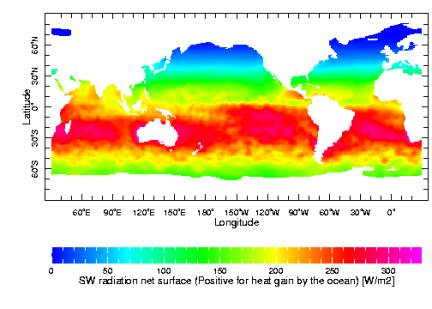 60°N
30°N
0°
30°S
60°S
Latitude
60°E 90°E 120°E 150°E 180° 150°W 120°W 90°W 60°W 30°W 0°
Longitude
0 50 100 150 200 250 300
SW radiation net surface (Positive for heat gain by the ocean) [W/m2]